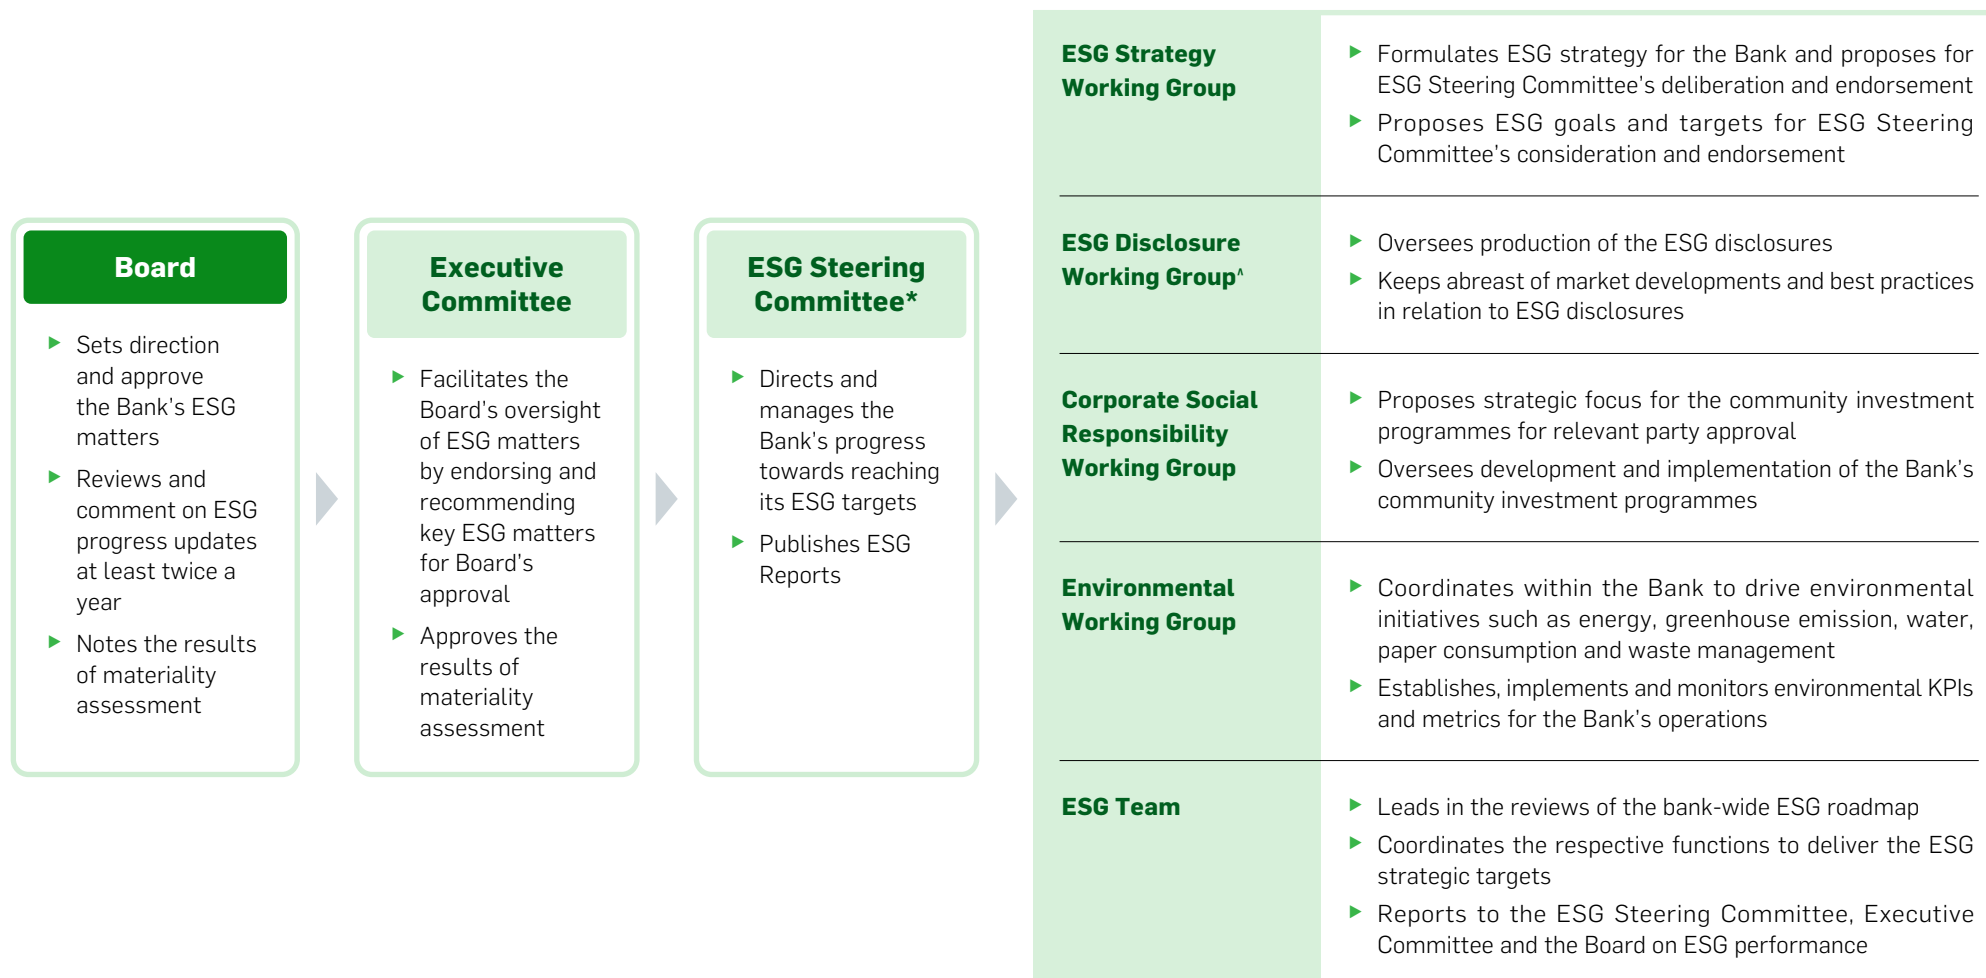 Board
Sets direction
and approve
the Bank's ESG
matters
Reviews and
comment on ESG
progress updates
at least twice a
year
Notes the results
of materiality
assessment
Executive
Committee
Facilitates the
Board's oversight
of ESG matters
by endorsing and
recommending
key ESG matters
for Board's
approval
Approves the
results of
materiality
assessment
ESG Steering
Committee*
Directs and
manages the
Bank's progress
towards reaching
its ESG targets
Publishes ESG
Reports
ESG Strategy
Working Group
Formulates ESG strategy for the Bank and proposes for
ESG Steering Committee's deliberation and endorsement
Proposes ESG goals and targets for ESG Steering
Committee's consideration and endorsement
ESG Disclosure
Working Group^
Oversees production of the ESG disclosures
Keeps abreast of market developments and best practices
in relation to ESG disclosures
Corporate Social
Responsibility
Working Group
Proposes strategic focus for the community investment
programmes for relevant party approval
Oversees development and implementation of the Bank's
community investment programmes
Environmental
Working Group
Coordinates within the Bank to drive environmental
initiatives such as energy, greenhouse emission, water,
paper consumption and waste management
Establishes, implements and monitors environmental KPIs
and metrics for the Bank's operations
ESG Team
Leads in the reviews of the bank-wide ESG roadmap
Coordinates the respective functions to deliver the ESG
strategic targets
Reports to the ESG Steering Committee, Executive
Committee and the Board on ESG performance